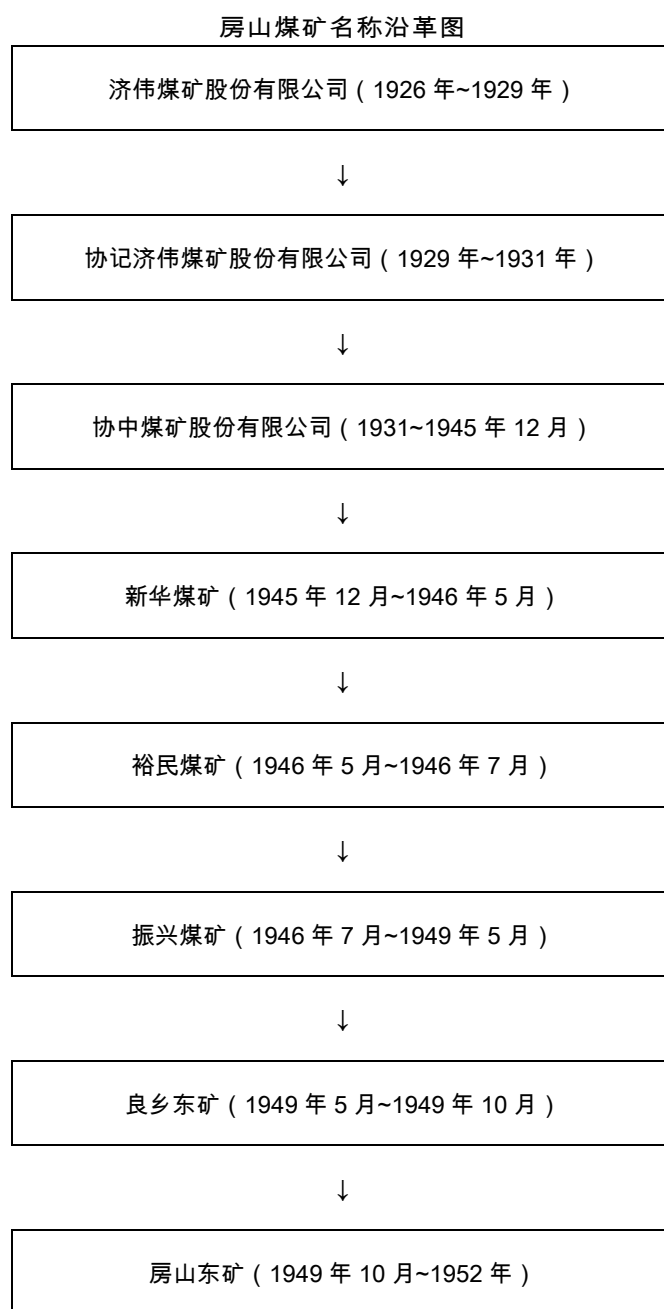 房山煤矿名称沿革图
济伟煤矿股份有限公司（1926 年~1929 年）
↓
协记济伟煤矿股份有限公司（1929 年~1931 年）
↓
协中煤矿股份有限公司（1931~1945 年 12 月）
↓
新华煤矿（1945 年 12 月~1946 年 5 月）
↓
裕民煤矿（1946 年 5 月~1946 年 7 月）
↓
振兴煤矿（1946 年 7 月~1949 年 5 月）
↓
良乡东矿（1949 年 5 月~1949 年 10 月）
↓
房山东矿（1949 年 10 月~1952 年）